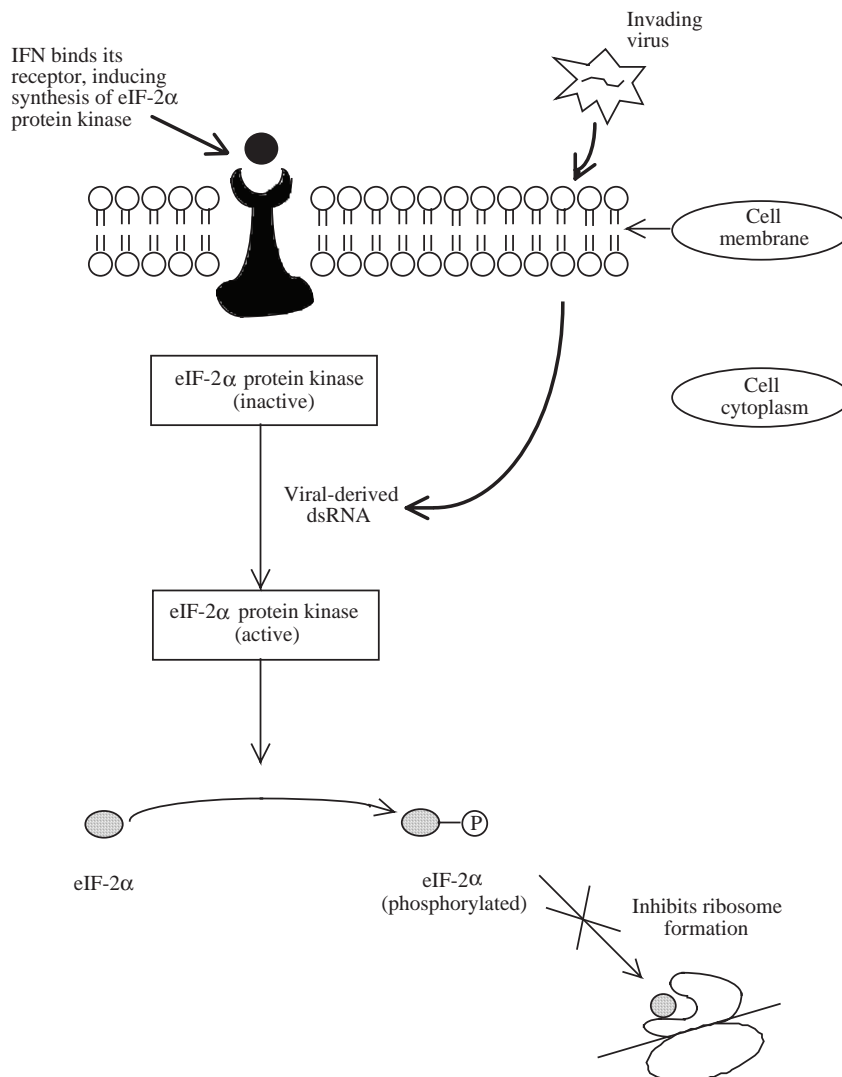 Invading
virus
IFN binds its
receptor, inducing
synthesis of eIF-2α
protein kinase
Cell
membrane
eIF-2α protein kinase
(inactive)
Cell
cytoplasm
Viral-derived
dsRNA
eIF-2α protein kinase
(active)
P
eIF-2α
eIF-2α
(phosphorylated)
Inhibits ribosome
formation